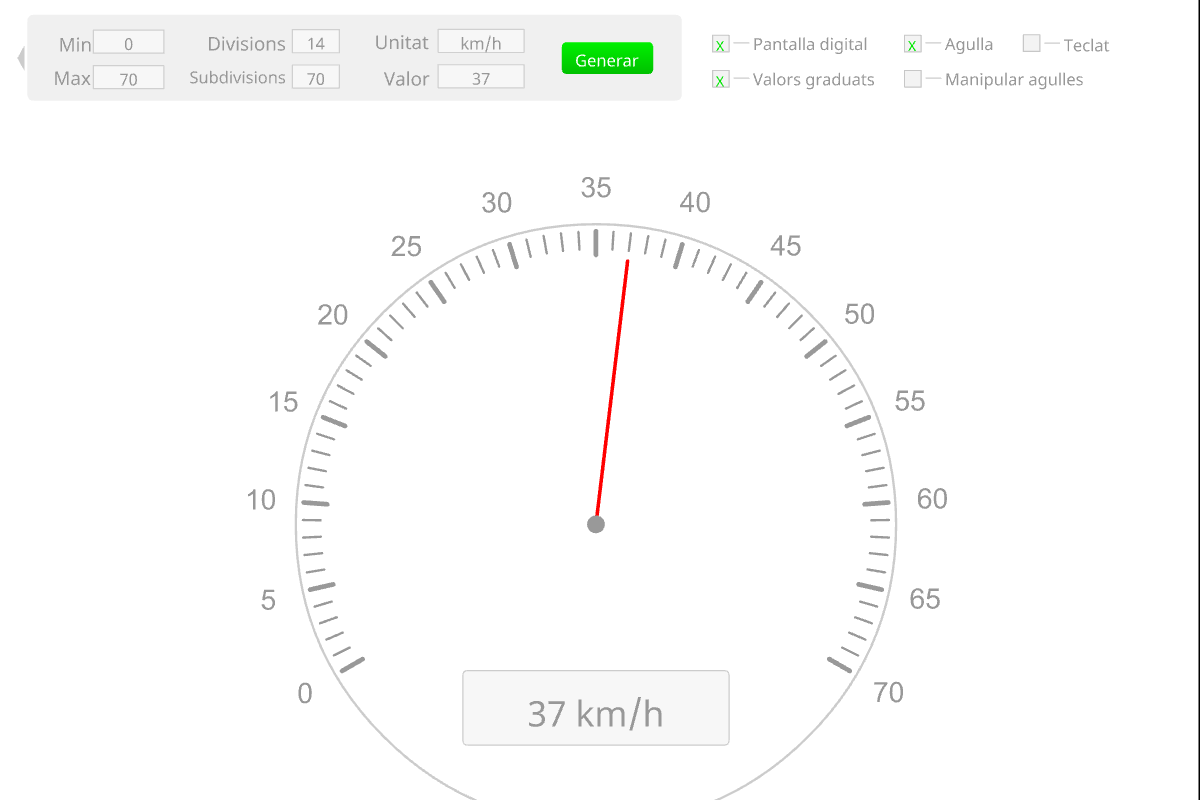 Min 0 Divisions 14 Unitat km/h
Max 70 Subdivisions 70 Valor 37
Generar
X Pantalla digital X Agulla Teclat
X Valors graduats Manipular agulles
35
30 40
25 45
20 50
15 55
10 60
5 65
0 70
37 km/h